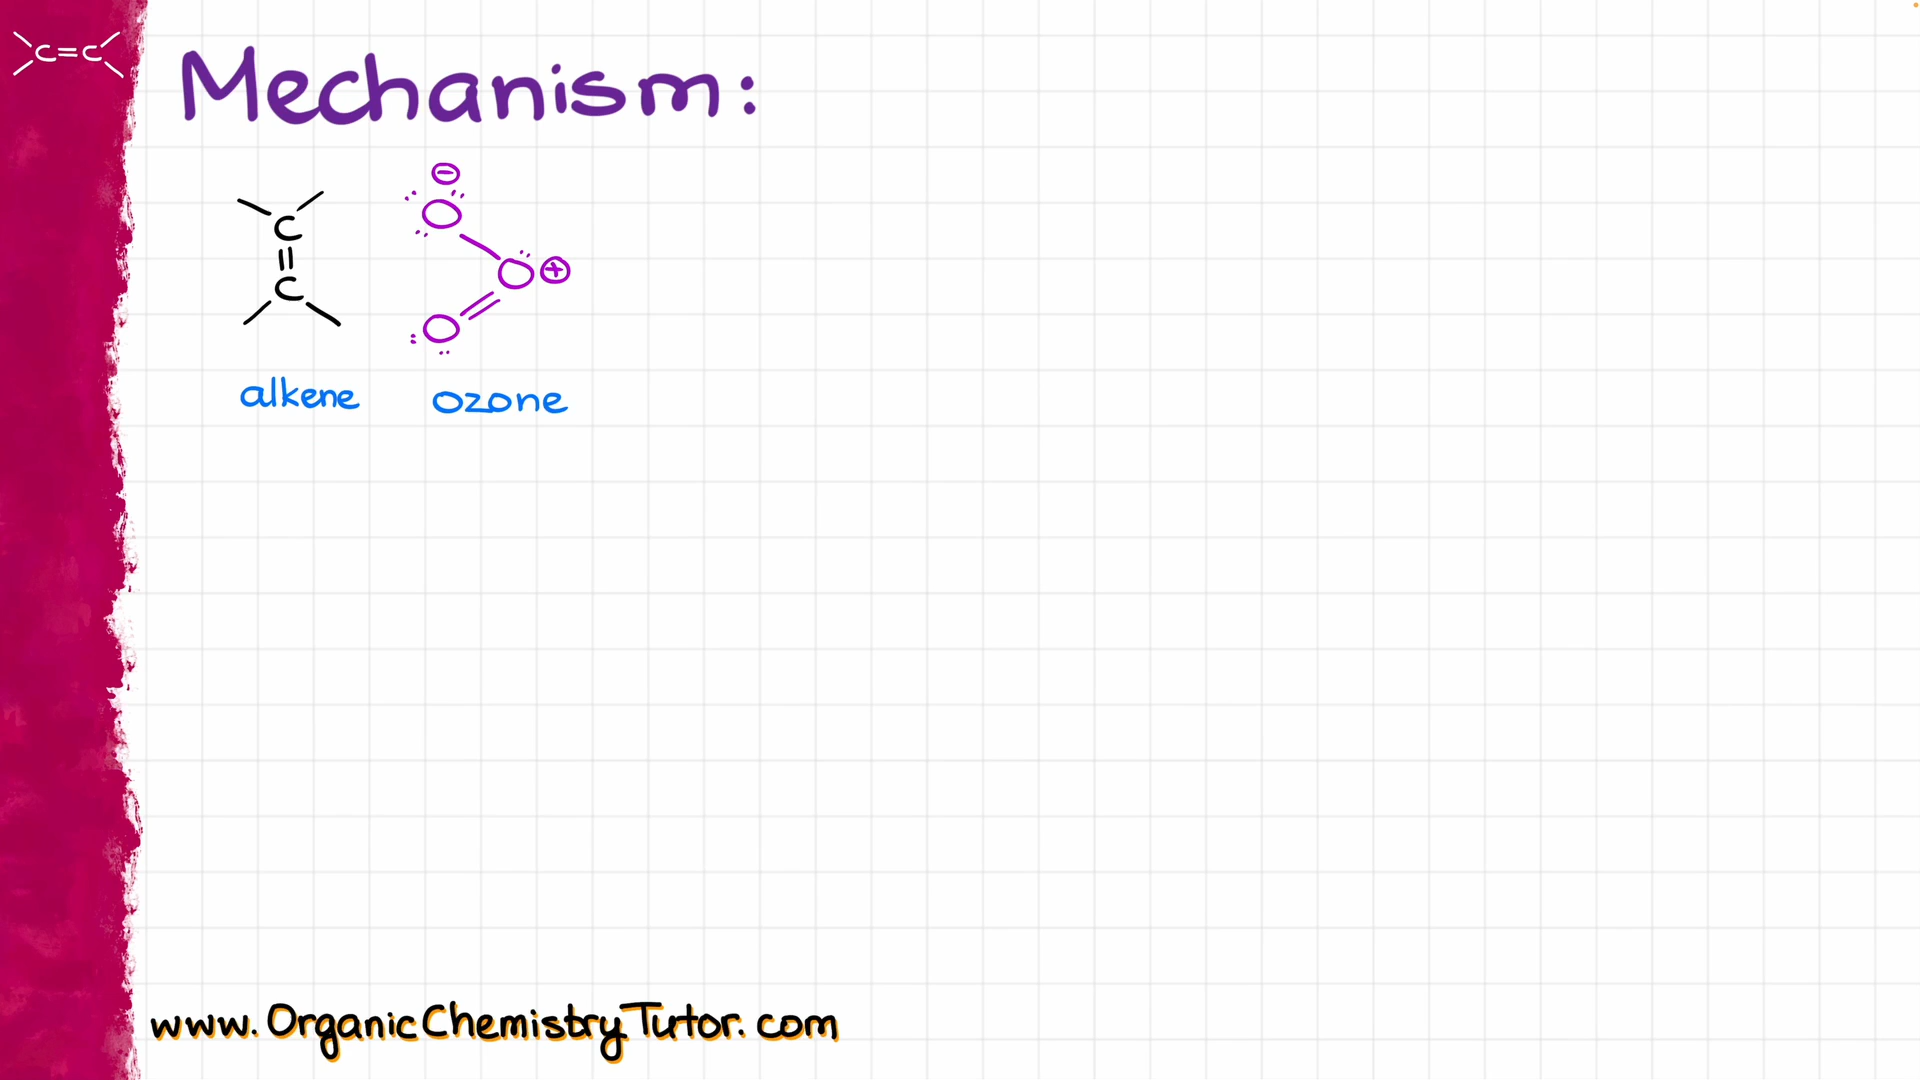 C=C
Mechanism:
C
=
C
⊖
O
O ⊕
O
alkene ozone
www.OrganicChemistryTutor.com